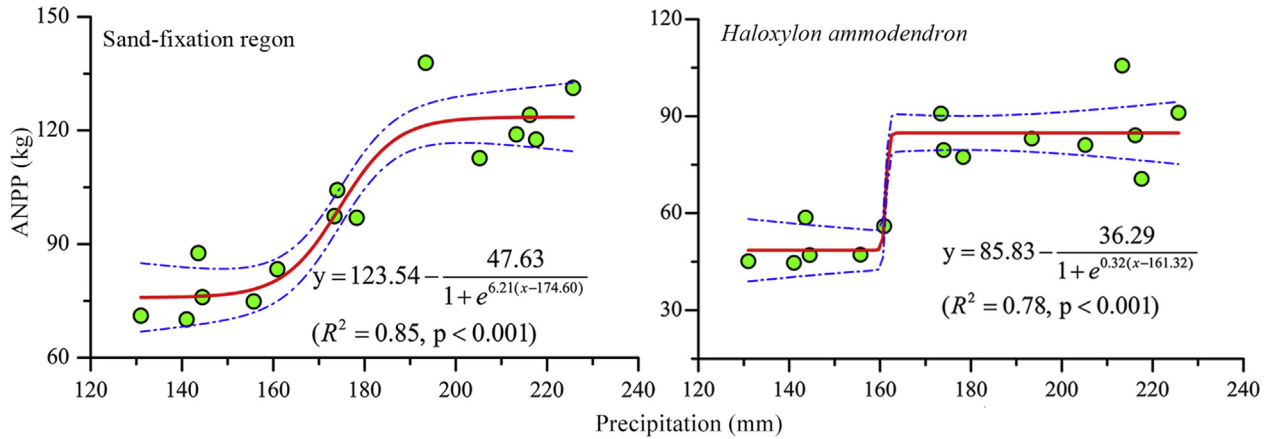 Sand-fixation regon
ANPP (kg)
150
120
90
60
120 140 160 180 200 220 240
y = 123.54 − 47.63 / (1 + e^{6.21(x−174.60)})
(R² = 0.85, p < 0.001)
Haloxylon ammodendron
120
90
60
30
120 140 160 180 200 220 240
y = 85.83 − 36.29 / (1 + e^{0.32(x−161.32)})
(R² = 0.78, p < 0.001)
Precipitation (mm)